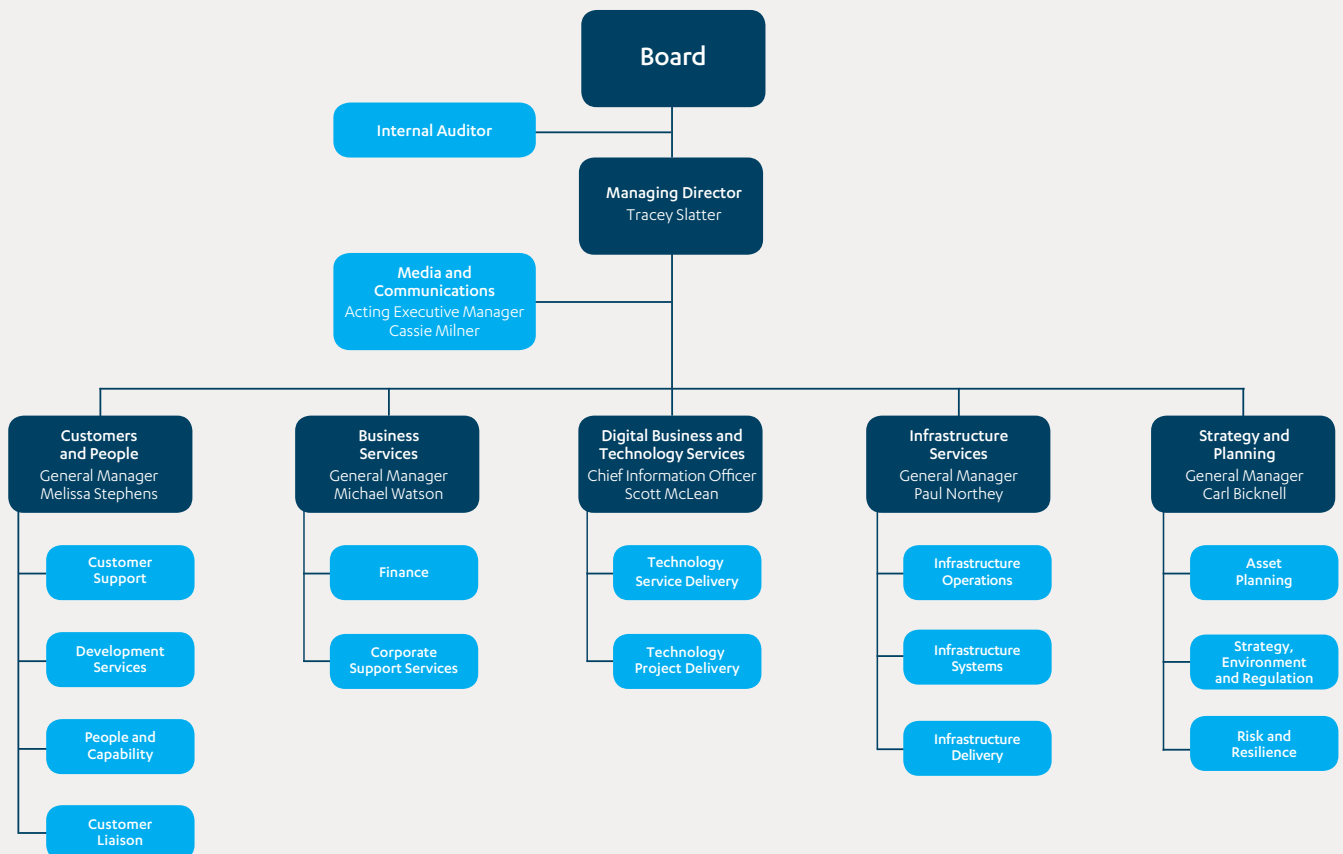 Board
Internal Auditor
Managing Director
Tracey Slatter
Media and
Communications
Acting Executive Manager
Cassie Milner
Customers
and People
General Manager
Melissa Stephens
Business
Services
General Manager
Michael Watson
Digital Business and
Technology Services
Chief Information Officer
Scott McLean
Infrastructure
Services
General Manager
Paul Northey
Strategy and
Planning
General Manager
Carl Bicknell
Customer
Support
Development
Services
People and
Capability
Customer
Liaison
Finance
Corporate
Support Services
Technology
Service Delivery
Technology
Project Delivery
Infrastructure
Operations
Infrastructure
Systems
Infrastructure
Delivery
Asset
Planning
Strategy,
Environment
and Regulation
Risk and
Resilience